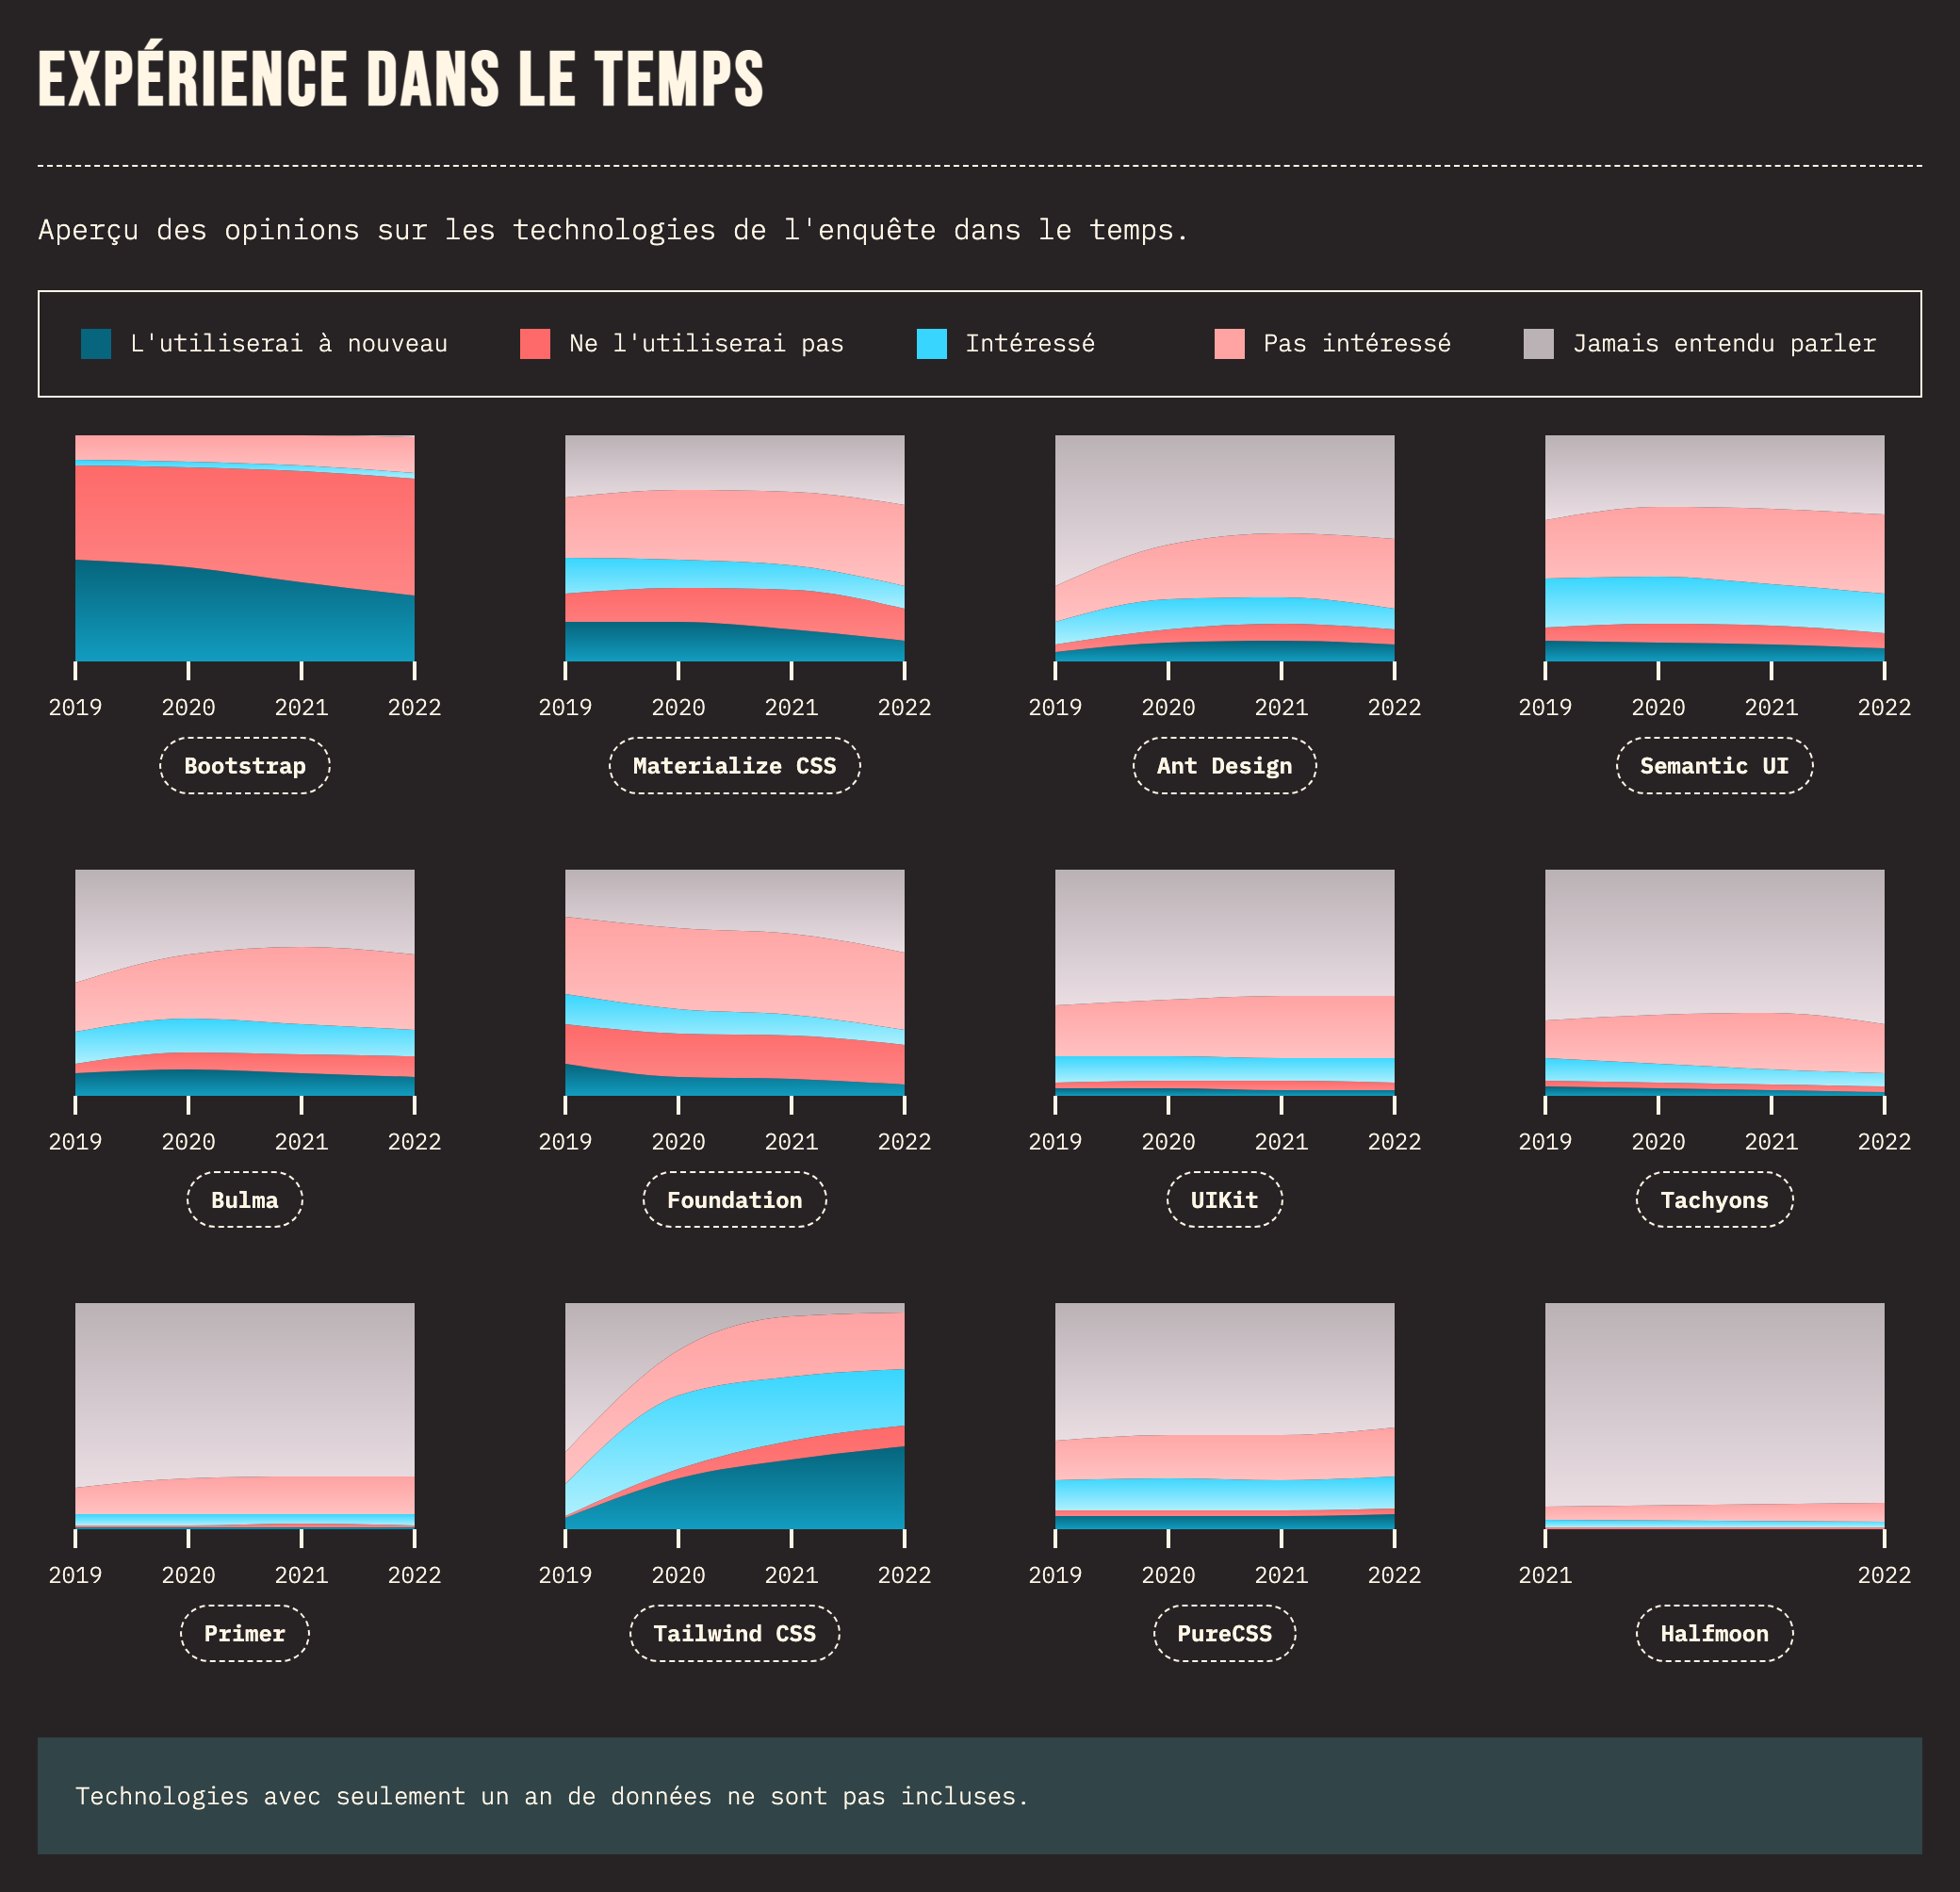 EXPÉRIENCE DANS LE TEMPS
Aperçu des opinions sur les technologies de l'enquête dans le temps.
L'utiliserai à nouveau Ne l'utiliserai pas Intéressé Pas intéressé Jamais entendu parler
2019 2020 2021 2022 2019 2020 2021 2022 2019 2020 2021 2022 2019 2020 2021 2022
Bootstrap Materialize CSS Ant Design Semantic UI
2019 2020 2021 2022 2019 2020 2021 2022 2019 2020 2021 2022 2019 2020 2021 2022
Bulma Foundation UIKit Tachyons
2019 2020 2021 2022 2019 2020 2021 2022 2019 2020 2021 2022 2021 2022
Primer Tailwind CSS PureCSS Halfmoon
Technologies avec seulement un an de données ne sont pas incluses.